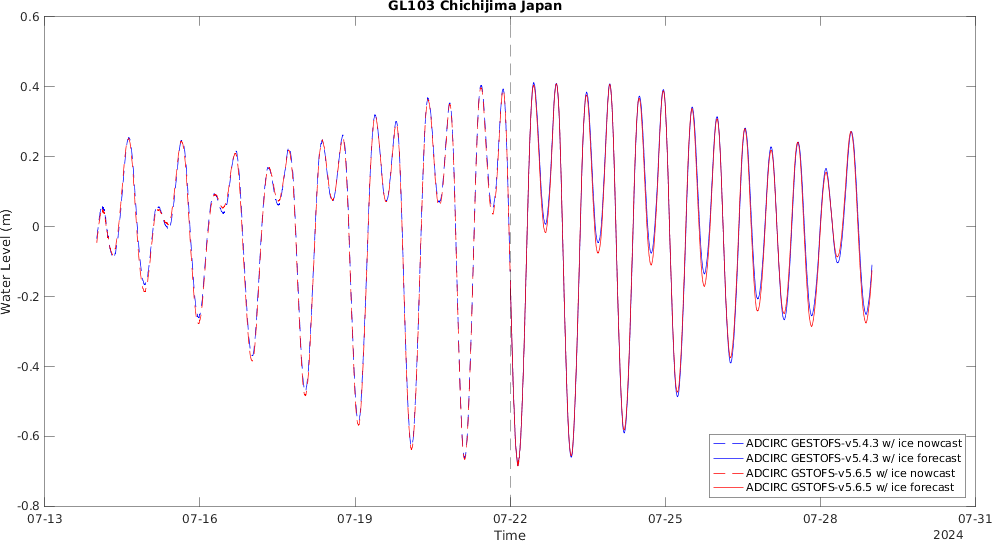 GL103 Chichijima Japan
0.6
0.4
0.2
0
-0.2
-0.4
-0.6
-0.8
Water Level (m)
ADCIRC GESTOFS-v5.4.3 w/ ice nowcast
ADCIRC GESTOFS-v5.4.3 w/ ice forecast
ADCIRC GSTOFS-v5.6.5 w/ ice nowcast
ADCIRC GSTOFS-v5.6.5 w/ ice forecast
07-13 07-16 07-19 07-22 07-25 07-28 07-31
Time
2024